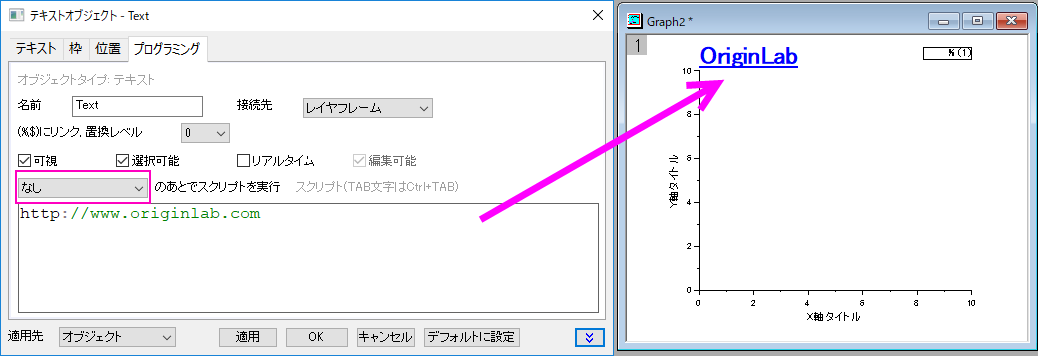 テキストオブジェクト - Text
テキスト 枠 位置 プログラミング
オブジェクトタイプ: テキスト
名前 Text 接続先 レイヤフレーム
(%$)にリンク, 置換レベル 0
可視 選択可能 リアルタイム 編集可能
なし のあとでスクリプトを実行 スクリプト(TAB文字はCtrl+TAB)
http://www.originlab.com
適用先 オブジェクト 適用 OK キャンセル デフォルトに設定
Graph2 *
1
OriginLab
%(1)
10
8
6
4
2
0
Y軸タイトル
0 2 4 6 8 10
X軸タイトル